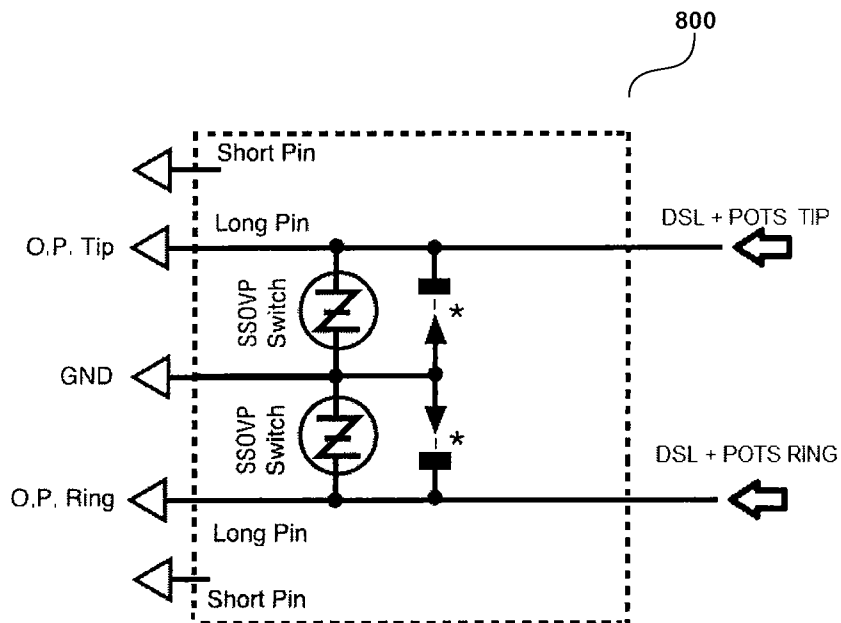 800
Short Pin
Long Pin
DSL + POTS TIP
O.P. Tip
SSOVP
Switch
*
GND
SSOVP
Switch
*
DSL + POTS RING
O.P. Ring
Long Pin
Short Pin